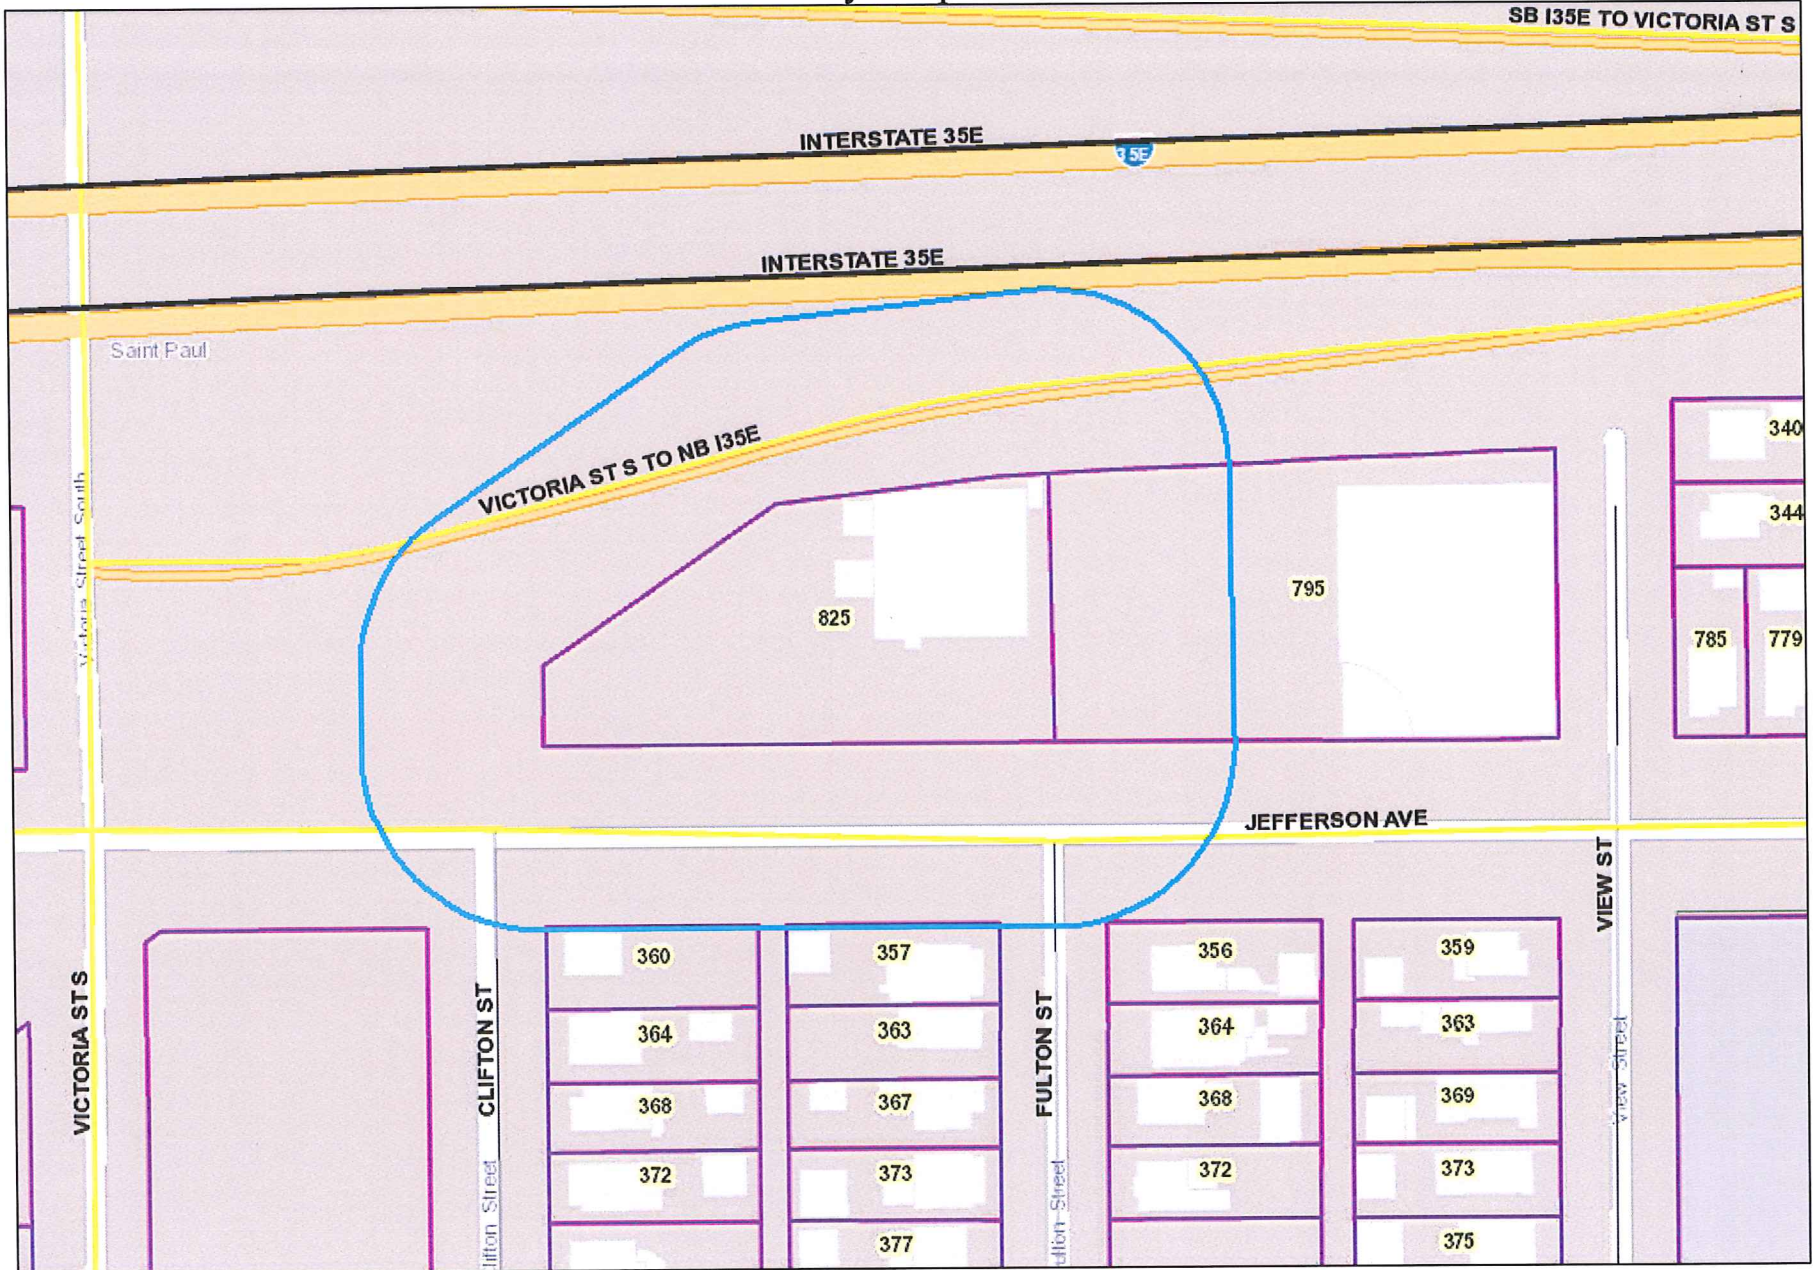 SB I35E TO VICTORIA ST S
INTERSTATE 35E
35E
INTERSTATE 35E
Saint Paul
VICTORIA ST S TO NB I35E
Victoria Street South
340
344
795
825
785
779
JEFFERSON AVE
VIEW ST
360
357
356
359
364
363
364
363
VICTORIA ST S
CLIFTON ST
FULTON ST
View Street
368
367
368
369
372
373
372
373
lifton Street
ulton Street
377
375